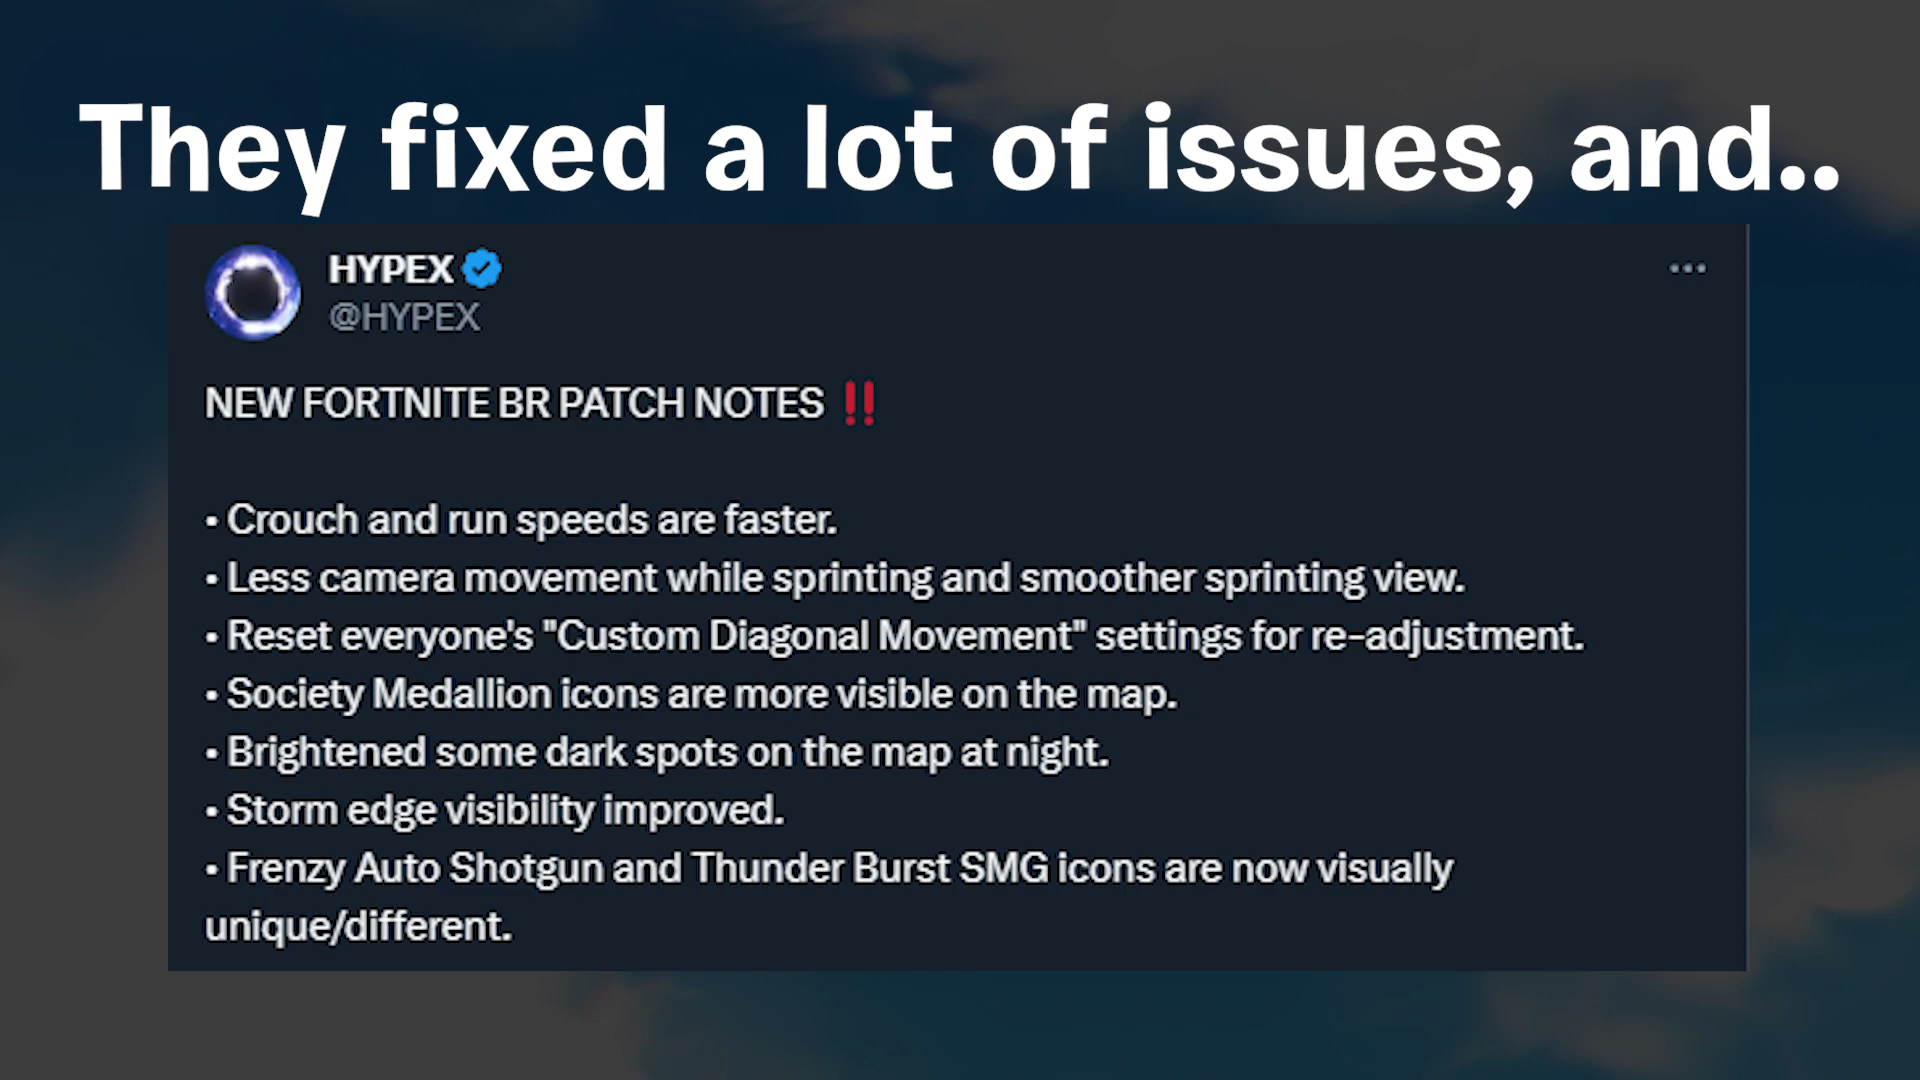 They fixed a lot of issues, and..
HYPEX
@HYPEX
NEW FORTNITE BR PATCH NOTES ‼️
• Crouch and run speeds are faster.
• Less camera movement while sprinting and smoother sprinting view.
• Reset everyone's "Custom Diagonal Movement" settings for re-adjustment.
• Society Medallion icons are more visible on the map.
• Brightened some dark spots on the map at night.
• Storm edge visibility improved.
• Frenzy Auto Shotgun and Thunder Burst SMG icons are now visually
unique/different.